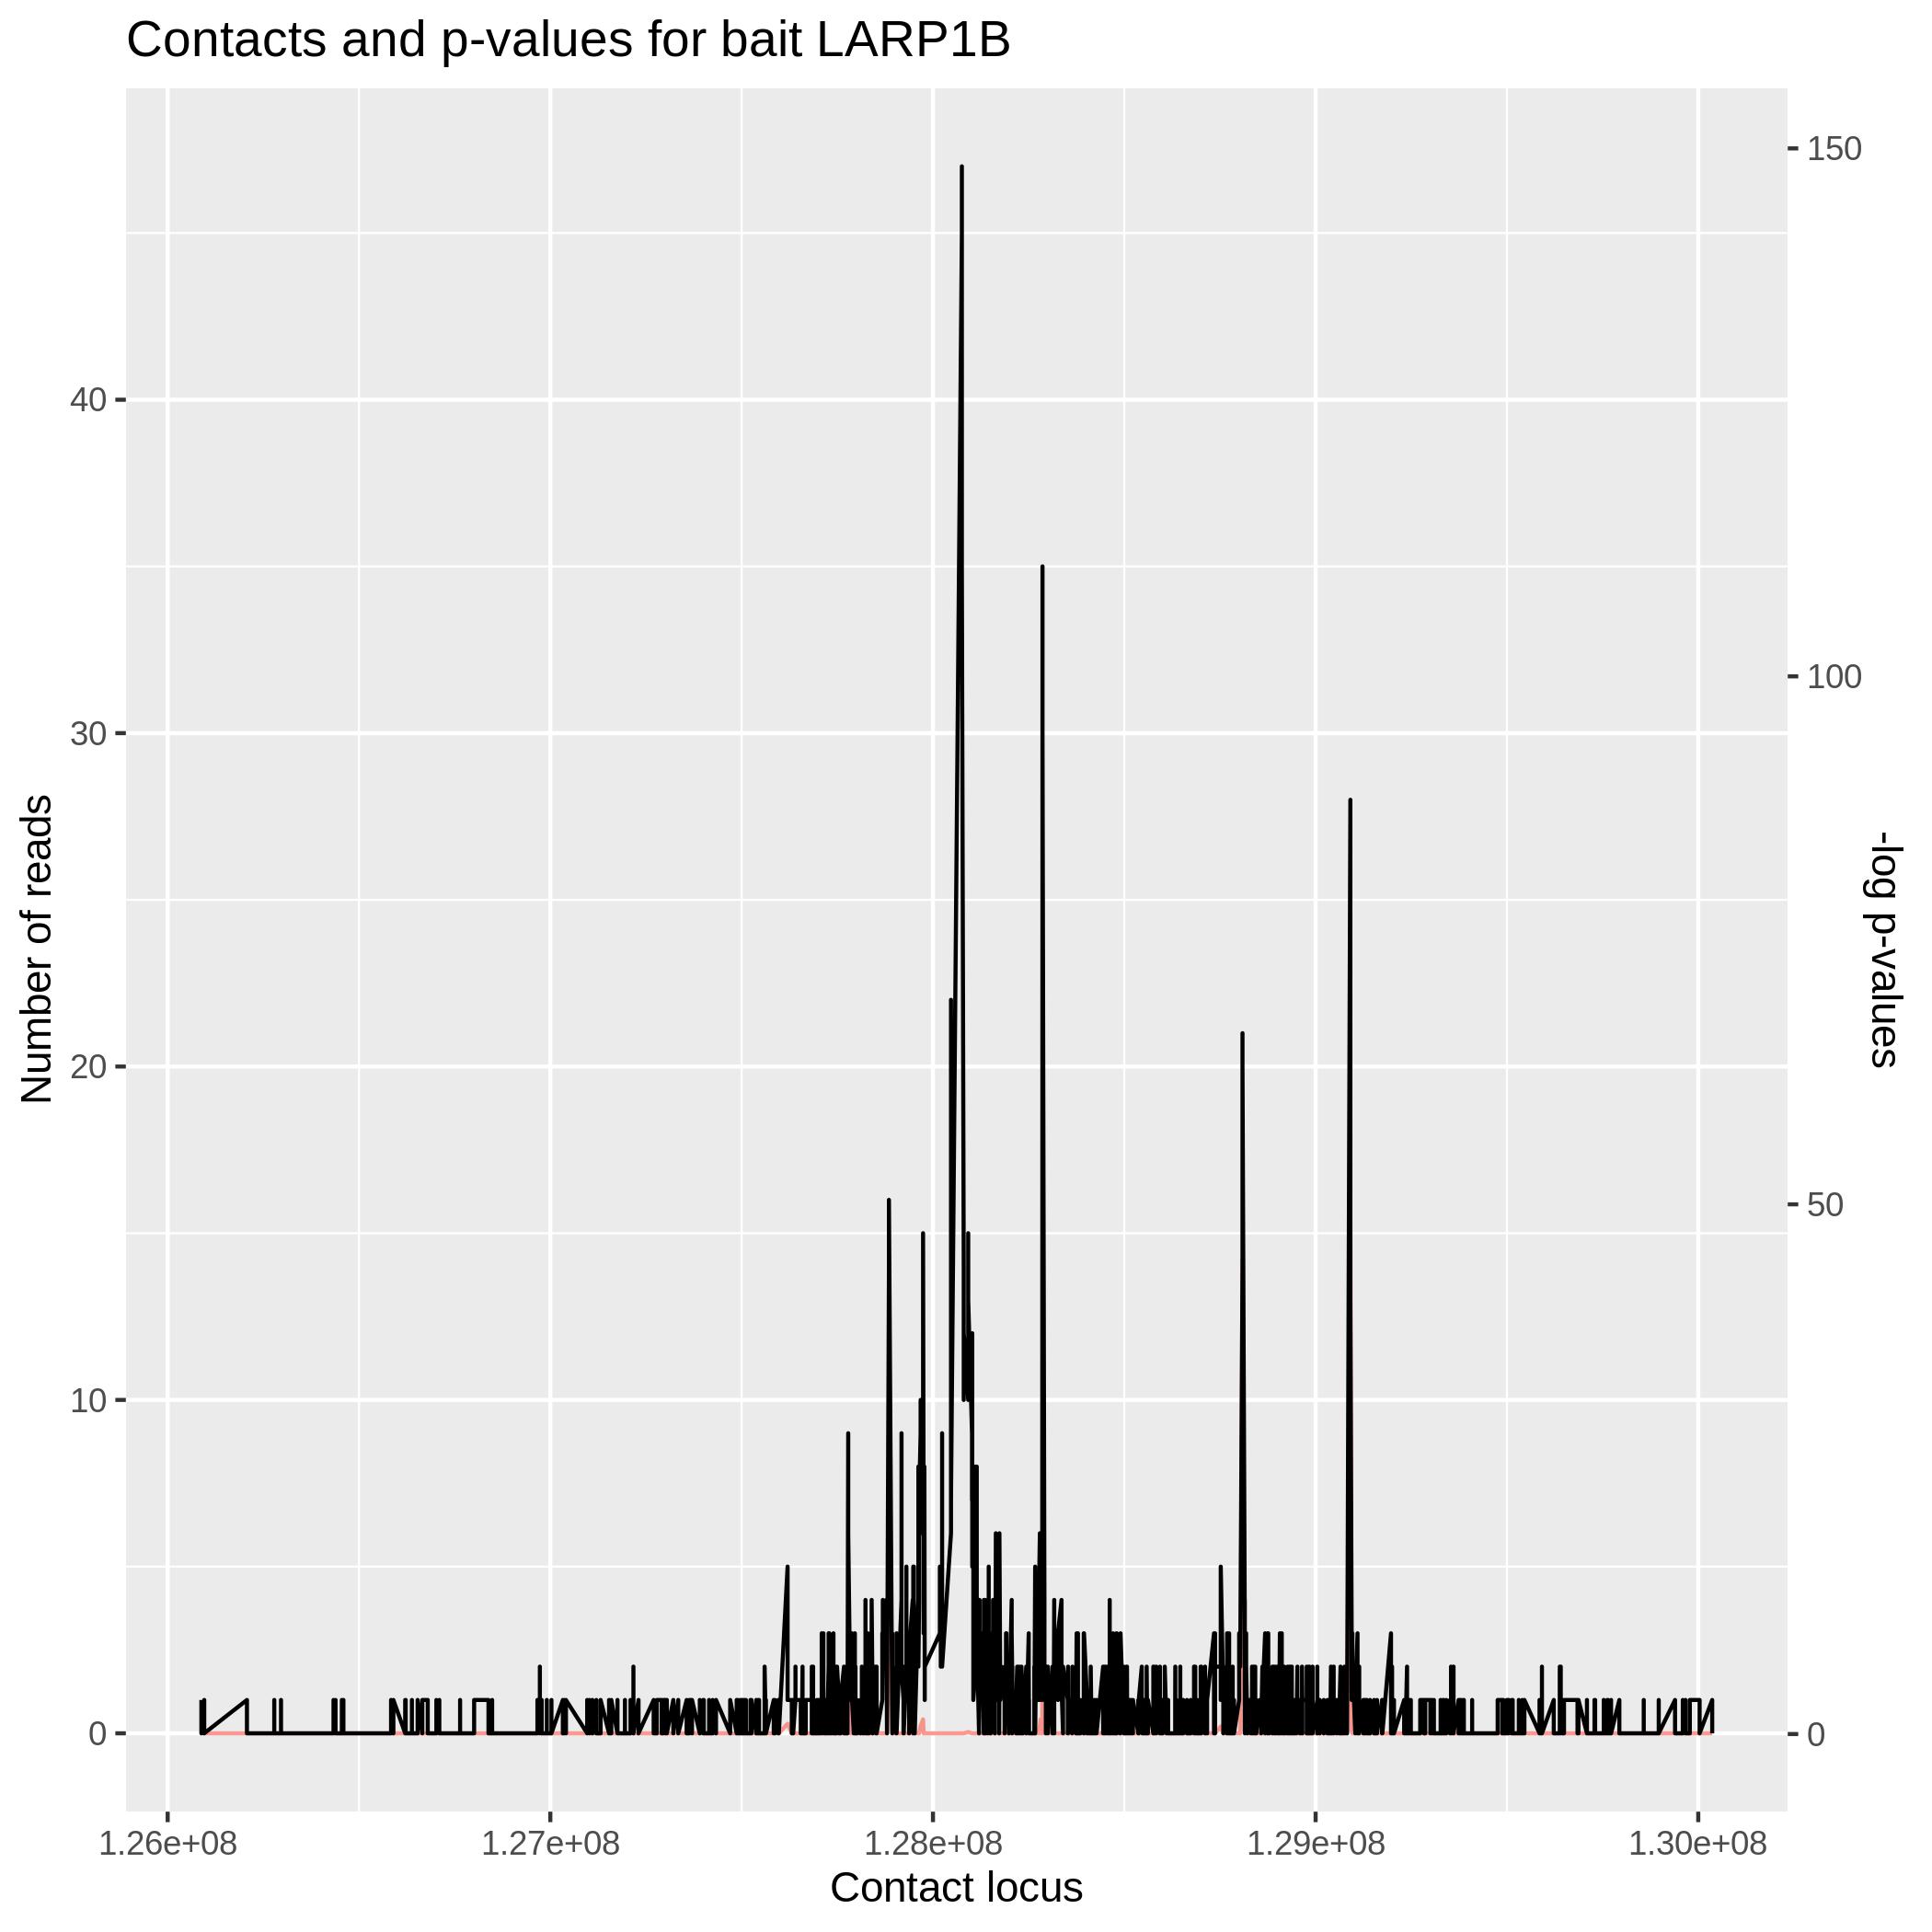 Contacts and p-values for bait LARP1B
150
100
50
0
40
30
20
10
0
Number of reads
-log p-values
1.26e+08 1.27e+08 1.28e+08 1.29e+08 1.30e+08
Contact locus